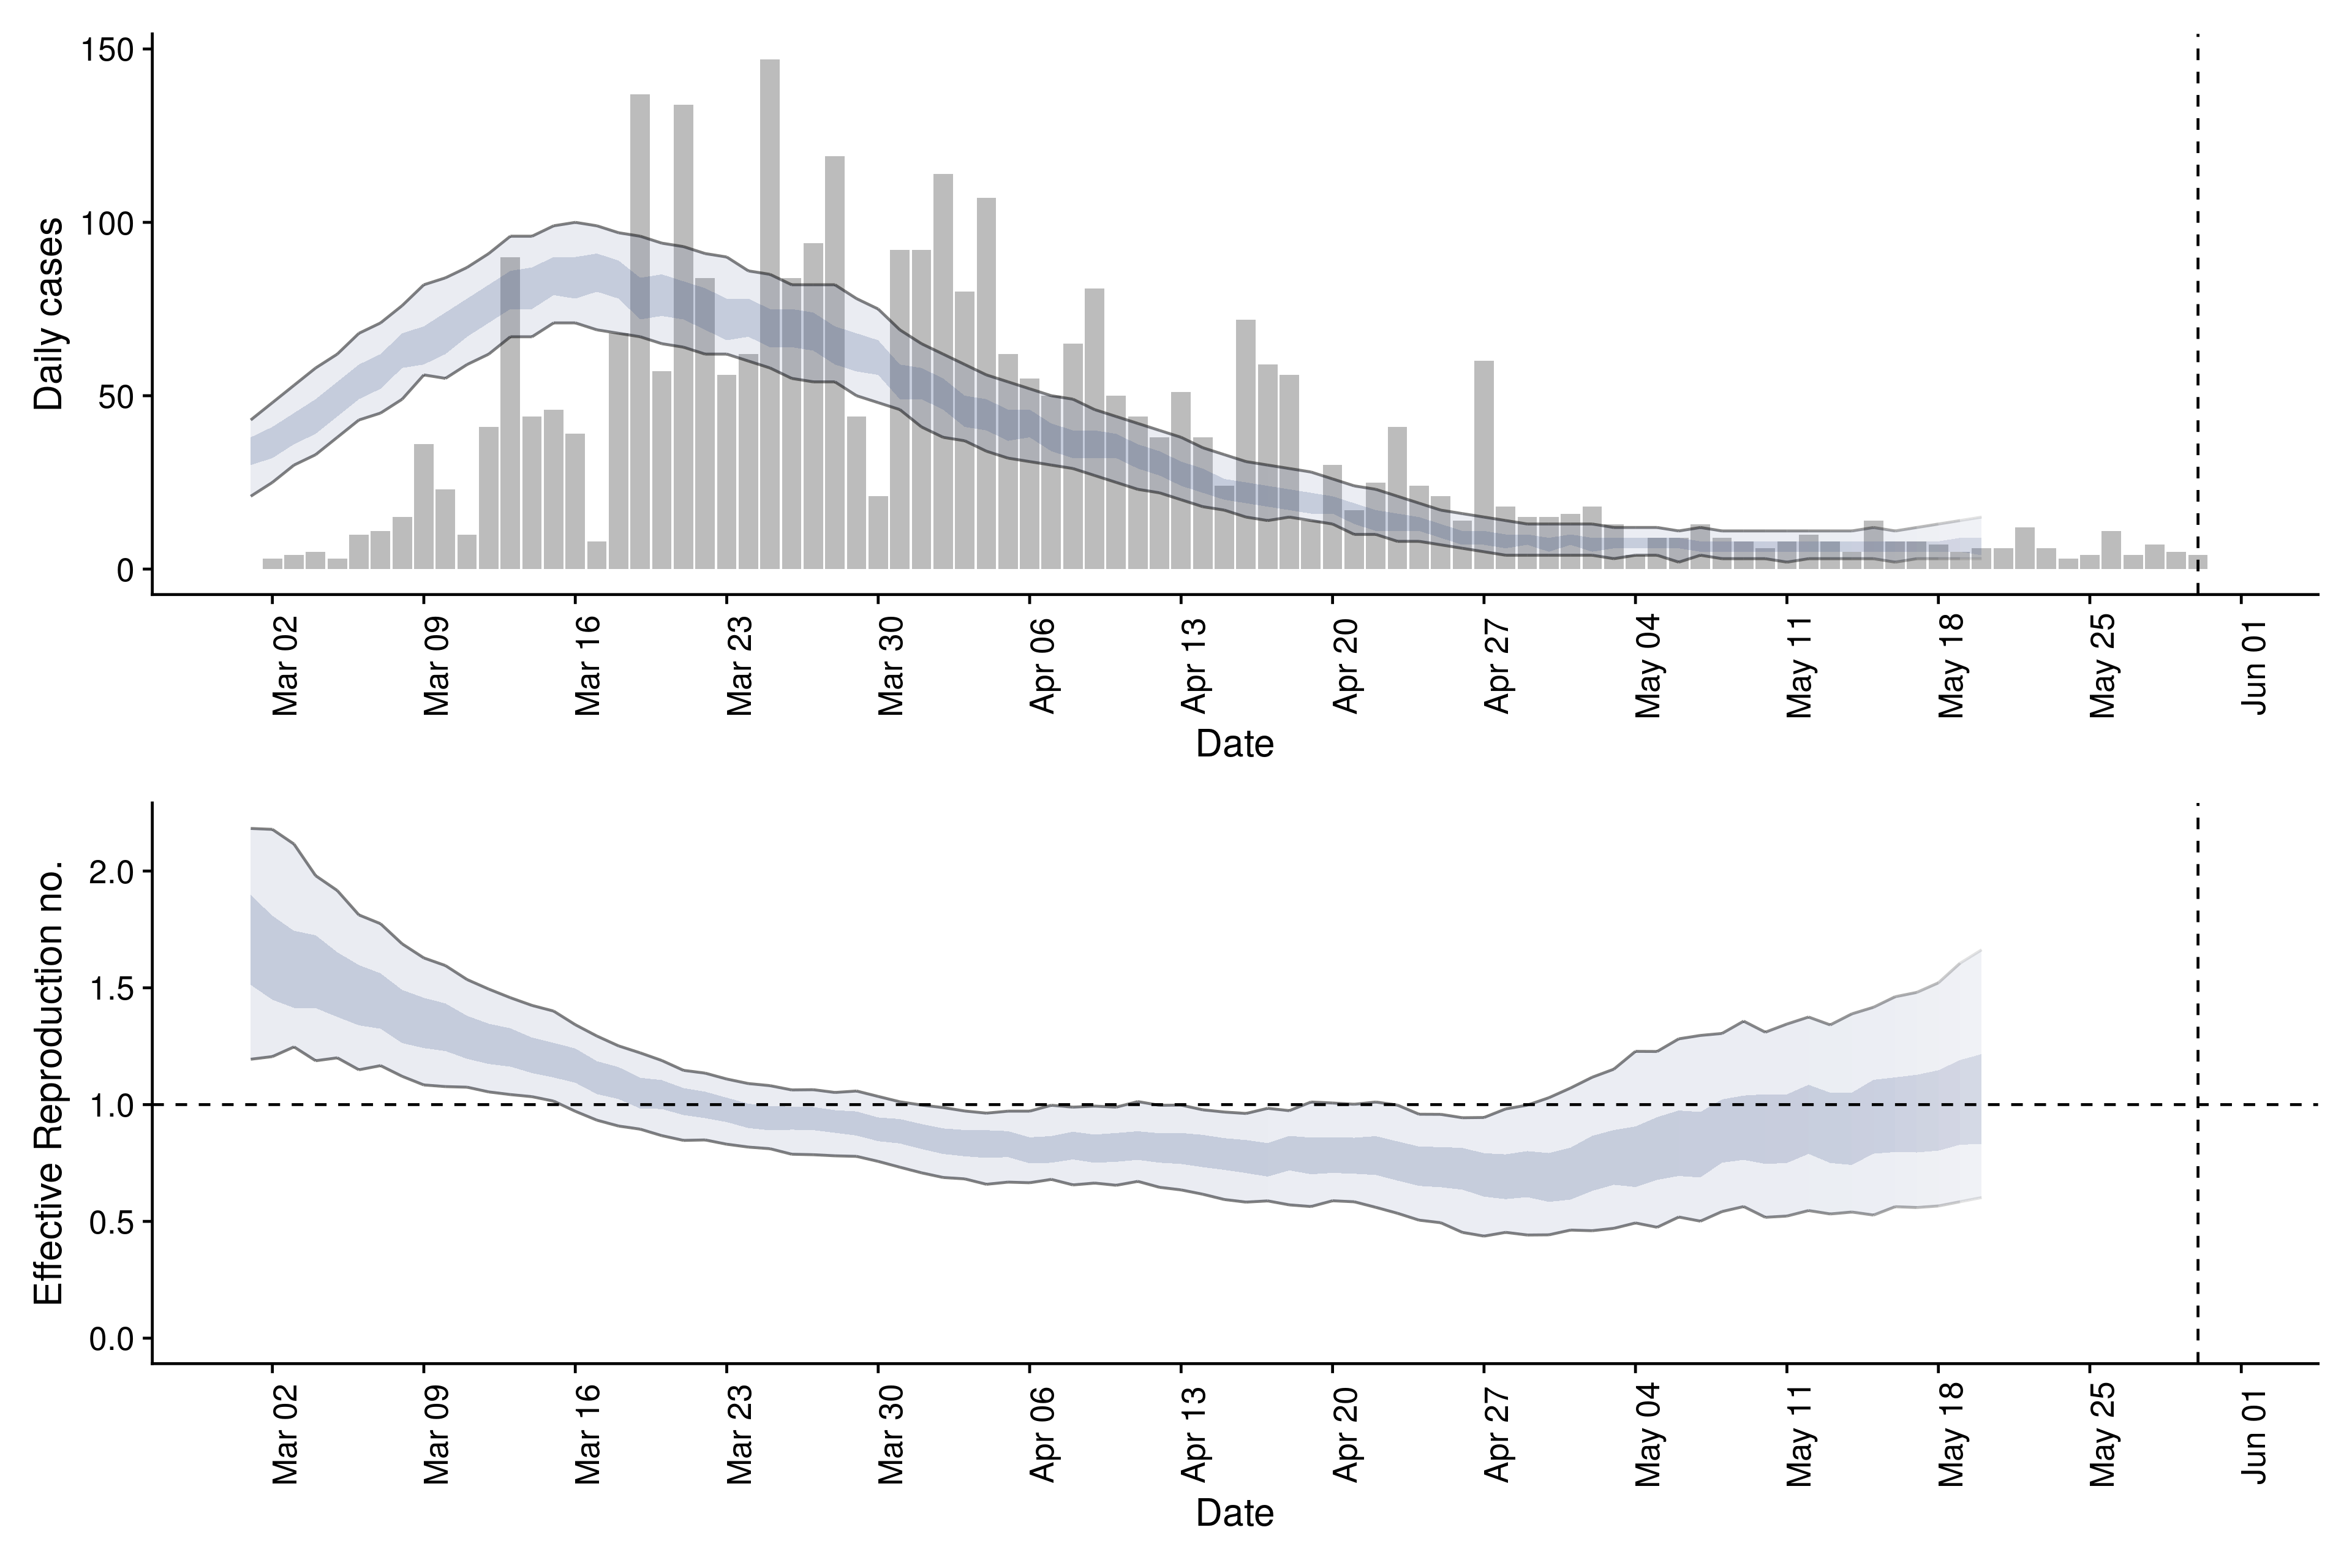 Daily cases
150
100
50
0
Mar 02
Mar 09
Mar 16
Mar 23
Mar 30
Apr 06
Apr 13
Apr 20
Apr 27
May 04
May 11
May 18
May 25
Jun 01
Date
Effective Reproduction no.
2.0
1.5
1.0
0.5
0.0
Mar 02
Mar 09
Mar 16
Mar 23
Mar 30
Apr 06
Apr 13
Apr 20
Apr 27
May 04
May 11
May 18
May 25
Jun 01
Date